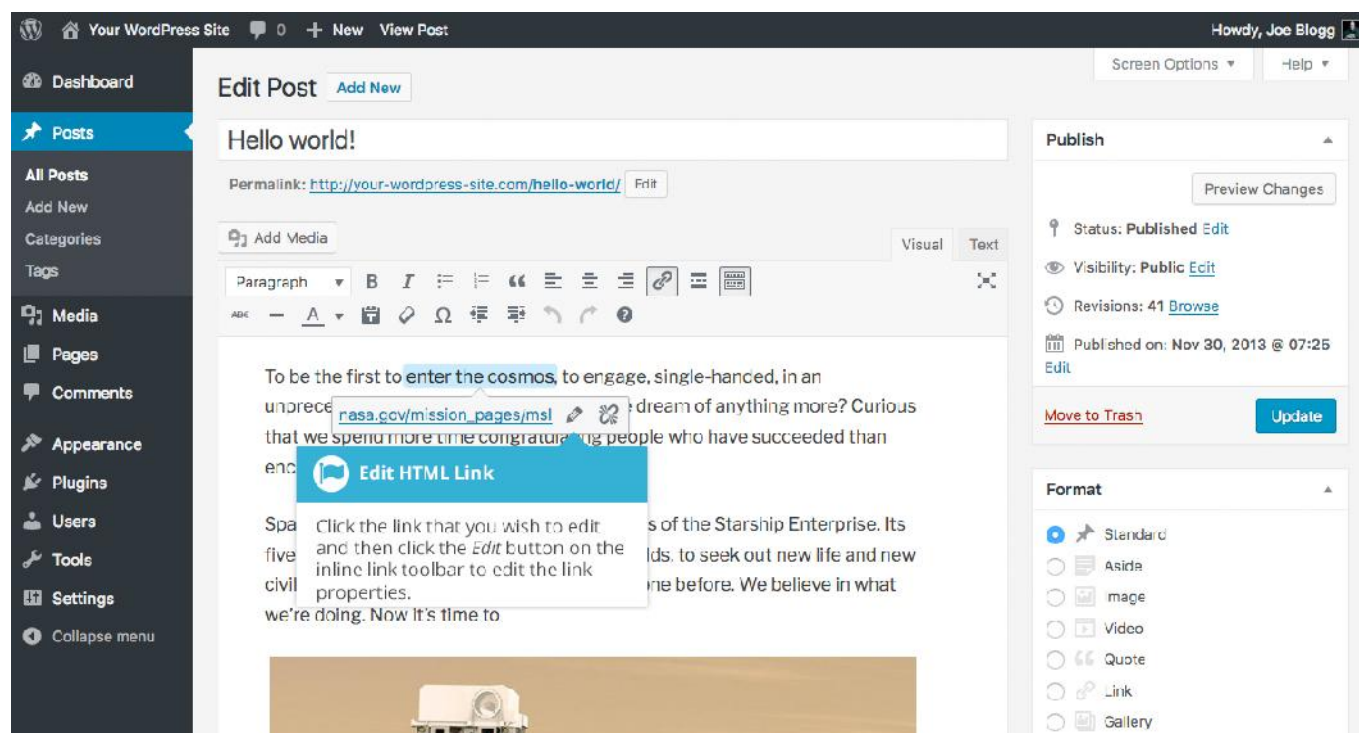 Your WordPress Site 0 + New View Post Howdy, Joe Blogg
Screen Options Help
Dashboard
Posts
All Posts
Add New
Categories
Tags
Media
Pages
Comments
Appearance
Plugins
Users
Tools
Settings
Collapse menu
Edit Post Add New
Hello world!
Permalink: http://your-wordpress-site.com/hello-world/ Edit
Add Media
Visual Text
Paragraph B I
ABC A Ω
To be the first to enter the cosmos, to engage, single-handed, in an
unprece dream of anything more? Curious
nasa.gov/mission_pages/msl
that we spend more time congratulating people who have succeeded than
enc
Edit HTML Link
Click the link that you wish to edit
and then click the Edit button on the
inline link toolbar to edit the link
properties.
Spa s of the Starship Enterprise. Its
five lds, to seek out new life and new
civil ne before. We believe in what
we're doing. Now it's time to
Publish
Preview Changes
Status: Published Edit
Visibility: Public Edit
Revisions: 41 Browse
Published on: Nov 30, 2013 @ 07:25
Edit
Move to Trash Update
Format
Standard
Aside
Image
Video
Quote
Link
Gallery